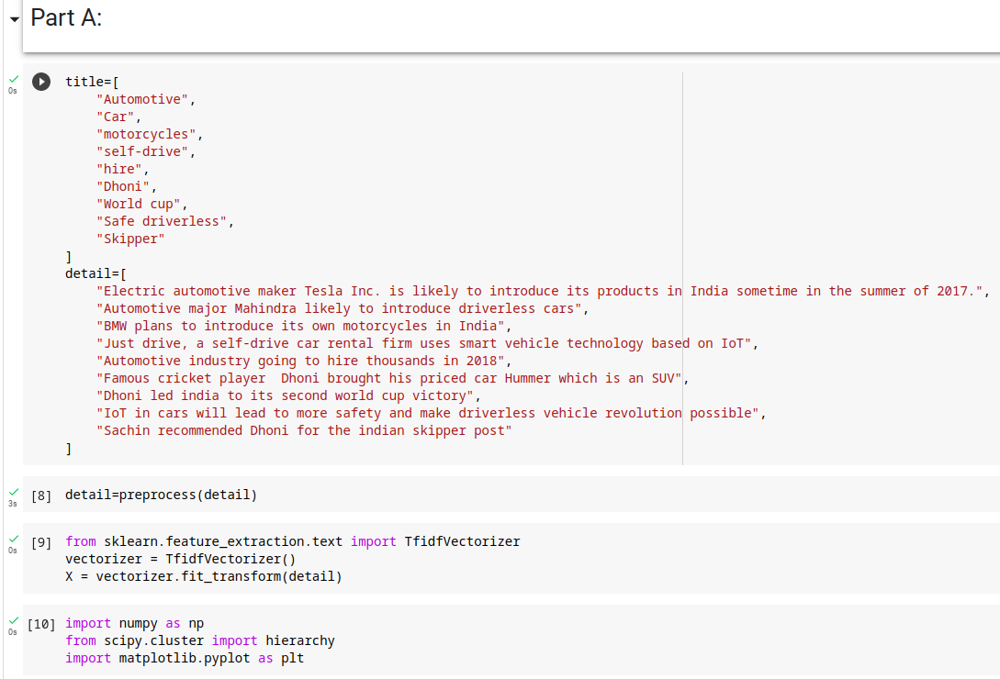 Part A:
0s
title=[
"Automotive",
"Car",
"motorcycles",
"self-drive",
"hire",
"Dhoni",
"World cup",
"Safe driverless",
"Skipper"
]
detail=[
"Electric automotive maker Tesla Inc. is likely to introduce its products in India sometime in the summer of 2017.",
"Automotive major Mahindra likely to introduce driverless cars",
"BMW plans to introduce its own motorcycles in India",
"Just drive, a self-drive car rental firm uses smart vehicle technology based on IoT",
"Automotive industry going to hire thousands in 2018",
"Famous cricket player  Dhoni brought his priced car Hummer which is an SUV",
"Dhoni led india to its second world cup victory",
"IoT in cars will lead to more safety and make driverless vehicle revolution possible",
"Sachin recommended Dhoni for the indian skipper post"
]
3s
[8] detail=preprocess(detail)
0s
[9] from sklearn.feature_extraction.text import TfidfVectorizer
vectorizer = TfidfVectorizer()
X = vectorizer.fit_transform(detail)
0s
[10] import numpy as np
from scipy.cluster import hierarchy
import matplotlib.pyplot as plt